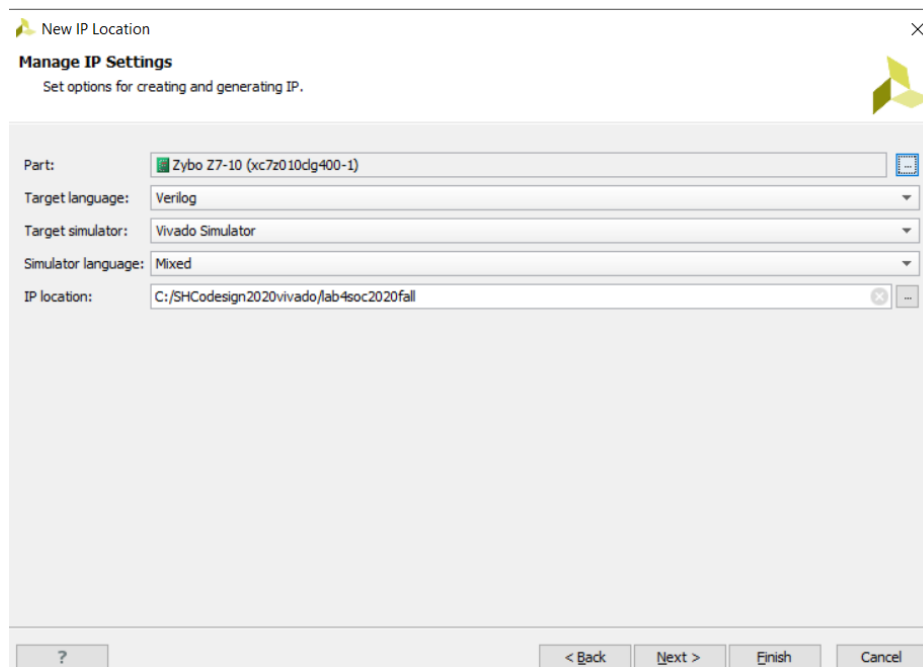 New IP Location
Manage IP Settings
Set options for creating and generating IP.
Part: Zybo Z7-10 (xc7z010clg400-1) ...
Target language: Verilog
Target simulator: Vivado Simulator
Simulator language: Mixed
IP location: C:/SHCodesign2020vivado/lab4soc2020fall ...
? < Back Next > Finish Cancel